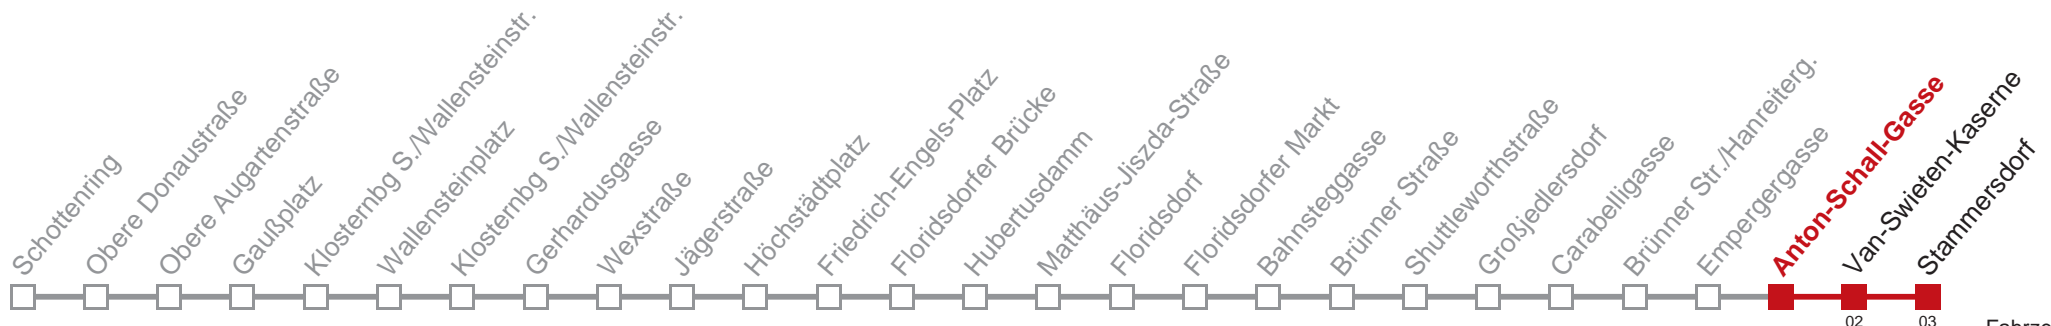 Schottenring
Obere Donaustraße
Obere Augartenstraße
Gaußplatz
Klosternbg S./Wallensteinstr.
Wallensteinplatz
Klosternbg S./Wallensteinstr.
Gerhardusgasse
Wexstraße
Jägerstraße
Höchstädtplatz
Friedrich-Engels-Platz
Floridsdorfer Brücke
Hubertusdamm
Matthäus-Jiszda-Straße
Floridsdorf
Floridsdorfer Markt
Bahnsteggasse
Brünner Straße
Shuttleworthstraße
Großjedlersdorf
Carabelligasse
Brünner Str./Hanreiterg.
Empergergasse
Anton-Schall-Gasse
Van-Swieten-Kaserne
Stammersdorf
02
03